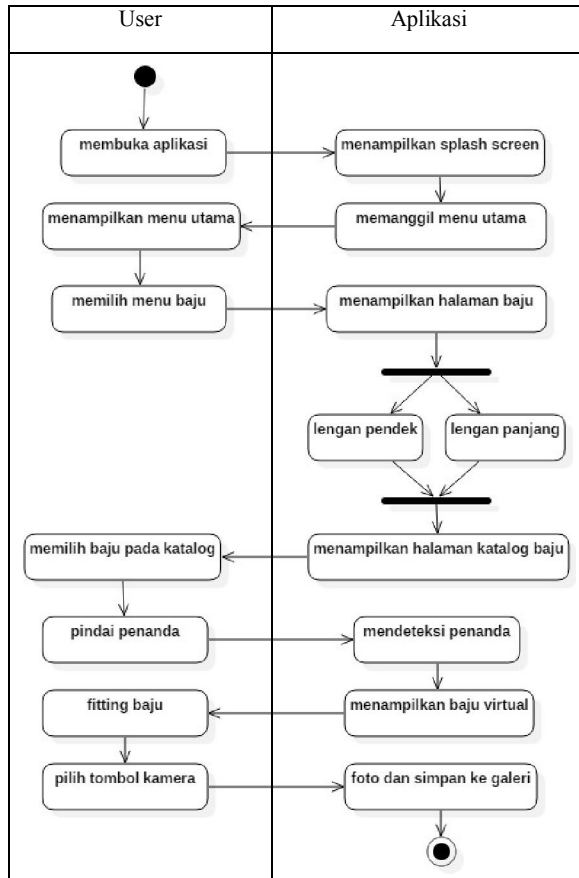 User
Aplikasi
membuka aplikasi
menampilkan splash screen
menampilkan menu utama
memanggil menu utama
memilih menu baju
menampilkan halaman baju
lengan pendek
lengan panjang
memilih baju pada katalog
menampilkan halaman katalog baju
pindai penanda
mendeteksi penanda
fitting baju
menampilkan baju virtual
pilih tombol kamera
foto dan simpan ke galeri